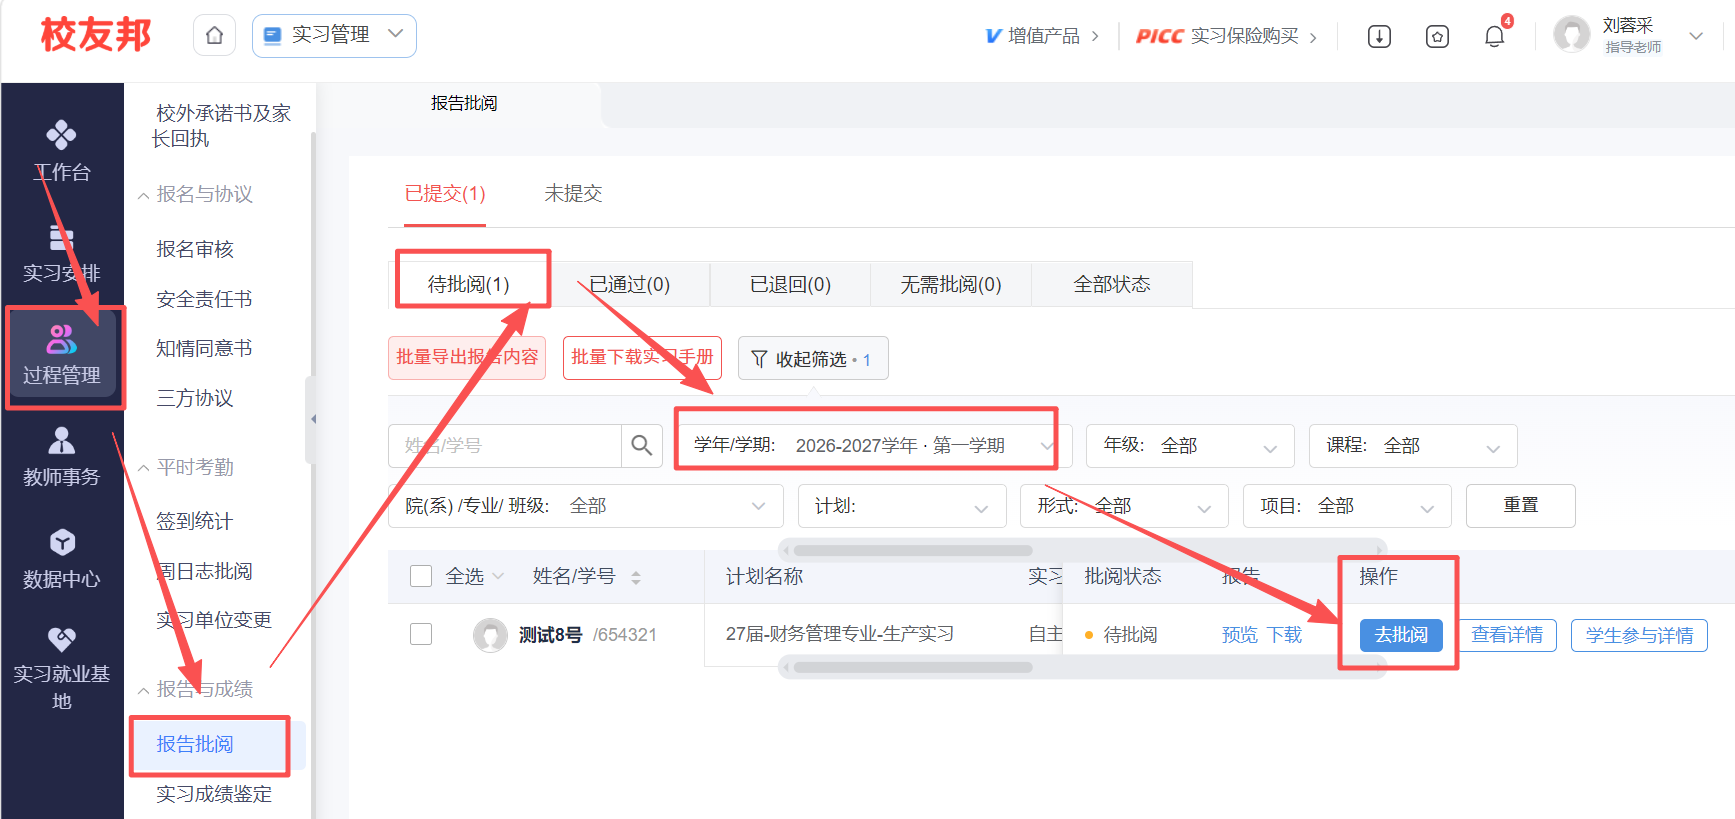 校友邦
实习管理
增值产品
PICC 实习保险购买
4
刘蓉采
指导老师
工作台
实习安排
过程管理
教师事务
数据中心
实习就业基
地
校外承诺书及家
长回执
报名与协议
报名审核
安全责任书
知情同意书
三方协议
平时考勤
签到统计
周日志批阅
实习单位变更
报告与成绩
报告批阅
实习成绩鉴定
报告批阅
已提交(1) 未提交
待批阅(1) 已通过(0) 已退回(0) 无需批阅(0) 全部状态
批量导出报告内容 批量下载实习手册 收起筛选 • 1
姓名/学号 学年/学期: 2026-2027学年 · 第一学期 年级: 全部 课程: 全部
院(系) /专业/ 班级: 全部 计划: 形式: 全部 项目: 全部 重置
全选 姓名/学号 计划名称 实习 批阅状态 报告 操作
测试8号 /654321 27届-财务管理专业-生产实习 自主 待批阅 预览 下载 去批阅 查看详情 学生参与详情